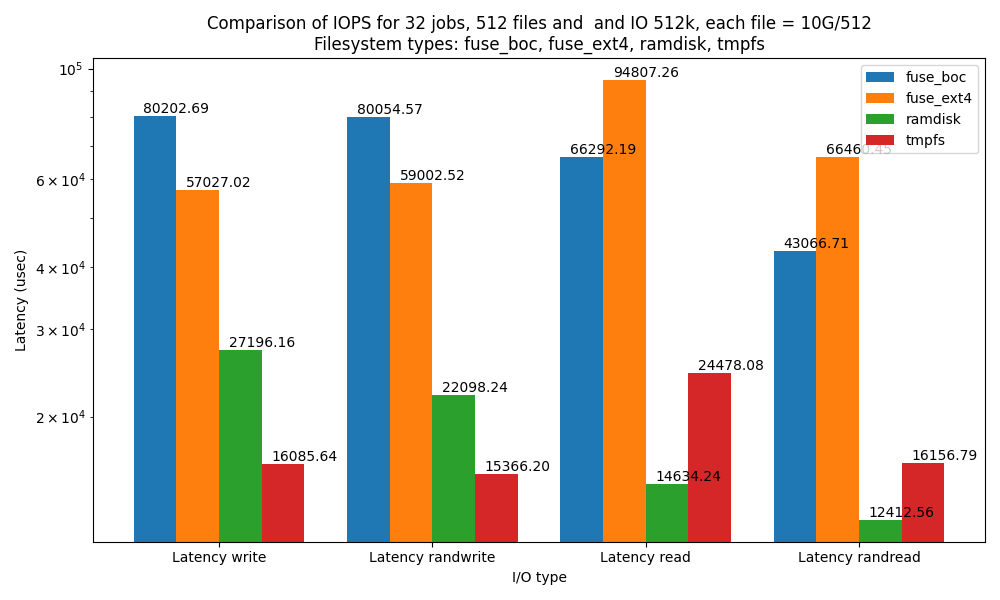 Comparison of IOPS for 32 jobs, 512 files and  and IO 512k, each file = 10G/512
Filesystem types: fuse_boc, fuse_ext4, ramdisk, tmpfs
fuse_boc
fuse_ext4
ramdisk
tmpfs
Latency (usec)
10^5
6 × 10^4
4 × 10^4
3 × 10^4
2 × 10^4
80202.69
57027.02
27196.16
16085.64
80054.57
59002.52
22098.24
15366.20
66292.19
94807.26
14634.24
24478.08
43066.71
12412.56
16156.79
Latency write
Latency randwrite
Latency read
Latency randread
I/O type